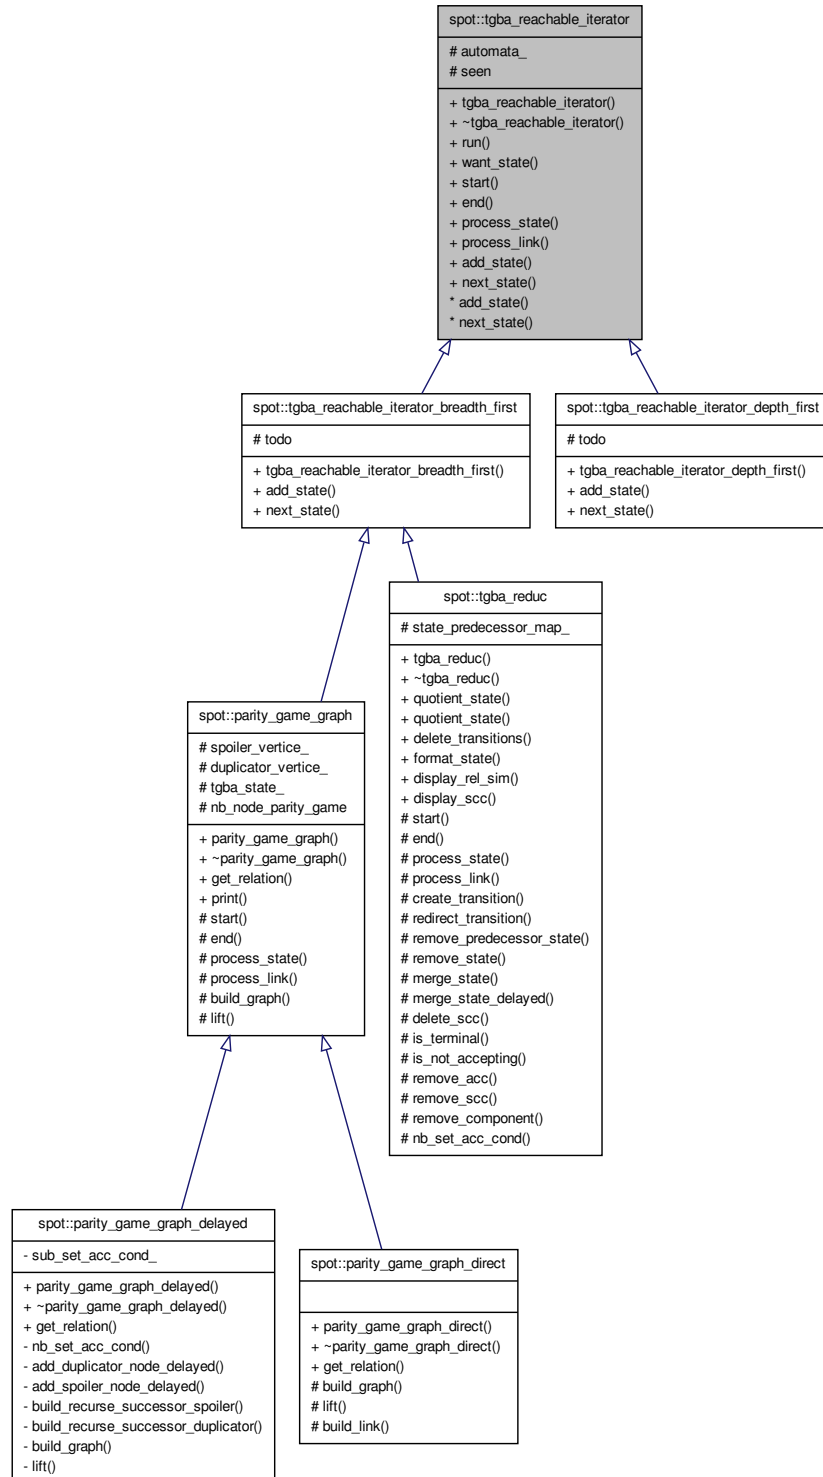 spot::tgba_reachable_iterator
# automata_
# seen
+ tgba_reachable_iterator()
+ ~tgba_reachable_iterator()
+ run()
+ want_state()
+ start()
+ end()
+ process_state()
+ process_link()
+ add_state()
+ next_state()
* add_state()
* next_state()
spot::tgba_reachable_iterator_breadth_first
# todo
+ tgba_reachable_iterator_breadth_first()
+ add_state()
+ next_state()
spot::tgba_reachable_iterator_depth_first
# todo
+ tgba_reachable_iterator_depth_first()
+ add_state()
+ next_state()
spot::tgba_reduc
# state_predecessor_map_
+ tgba_reduc()
+ ~tgba_reduc()
+ quotient_state()
+ quotient_state()
+ delete_transitions()
+ format_state()
+ display_rel_sim()
+ display_scc()
# start()
# end()
# process_state()
# process_link()
# create_transition()
# redirect_transition()
# remove_predecessor_state()
# remove_state()
# merge_state()
# merge_state_delayed()
# delete_scc()
# is_terminal()
# is_not_accepting()
# remove_acc()
# remove_scc()
# remove_component()
# nb_set_acc_cond()
spot::parity_game_graph
# spoiler_vertice_
# duplicator_vertice_
# tgba_state_
# nb_node_parity_game
+ parity_game_graph()
+ ~parity_game_graph()
+ get_relation()
+ print()
# start()
# end()
# process_state()
# process_link()
# build_graph()
# lift()
spot::parity_game_graph_delayed
- sub_set_acc_cond_
+ parity_game_graph_delayed()
+ ~parity_game_graph_delayed()
+ get_relation()
- nb_set_acc_cond()
- add_duplicator_node_delayed()
- add_spoiler_node_delayed()
- build_recurse_successor_spoiler()
- build_recurse_successor_duplicator()
- build_graph()
- lift()
spot::parity_game_graph_direct
+ parity_game_graph_direct()
+ ~parity_game_graph_direct()
+ get_relation()
# build_graph()
# lift()
# build_link()